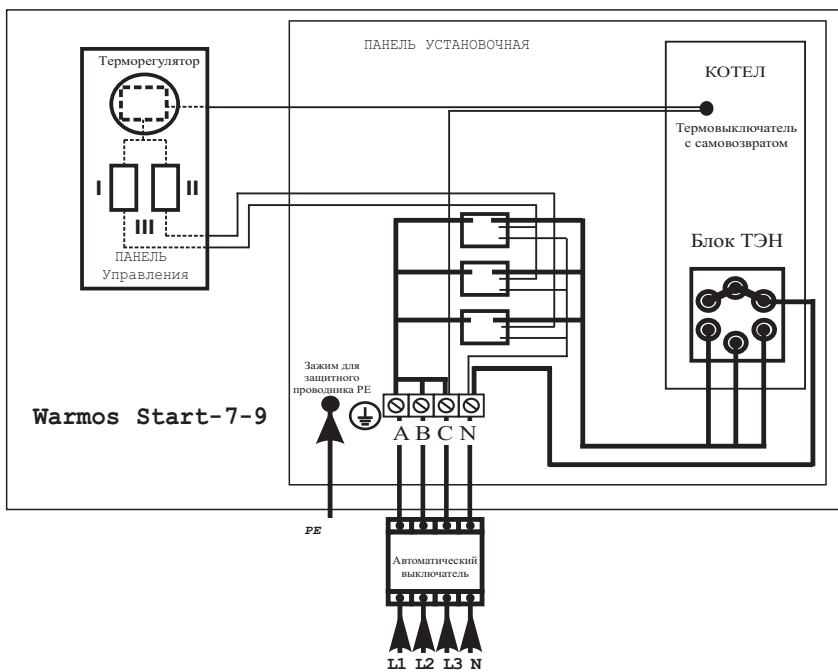 ПАНЕЛЬ УСТАНОВОЧНАЯ
Терморегулятор
КОТЕЛ
Термовыключатель
с самовозвратом
I
II
III
ПАНЕЛЬ
Управления
Блок ТЭН
Зажим для
защитного
проводника PE
Warmos Start-7-9
A B C N
PE
Автоматический
выключатель
L1 L2 L3 N